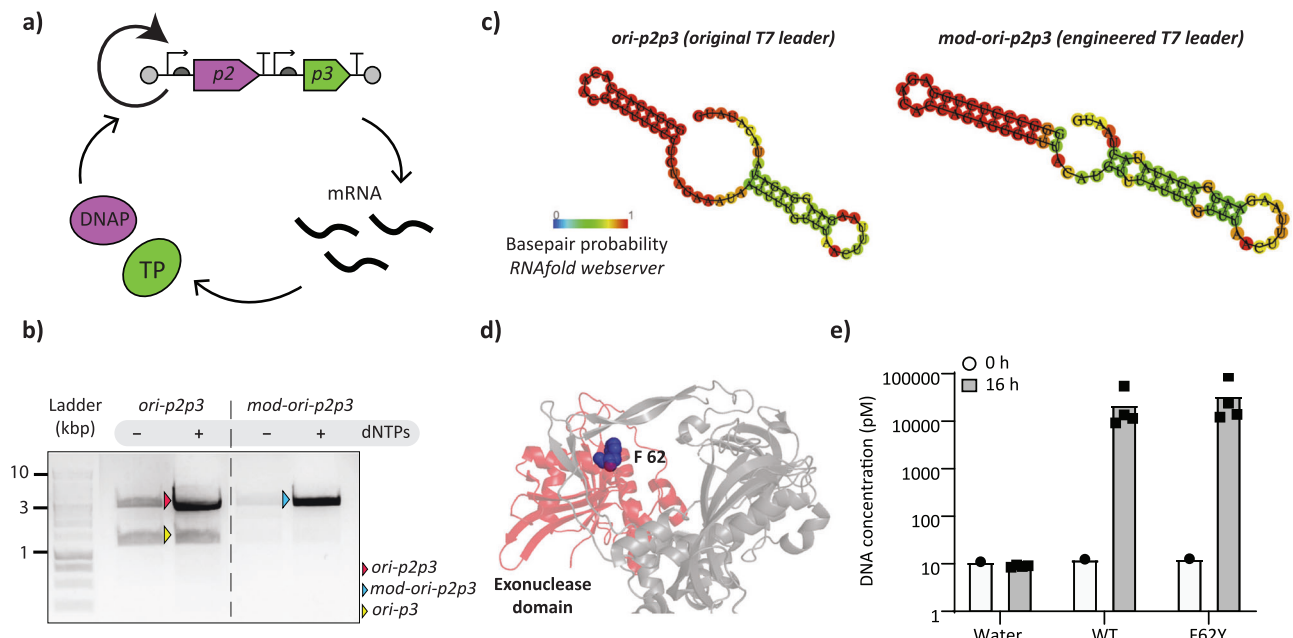 a)
p2
p3
DNAP
TP
mRNA
b)
Ladder
(kbp)
ori-p2p3
mod-ori-p2p3
–
+
–
+
dNTPs
10
3
1
ori-p2p3
mod-ori-p2p3
ori-p3
c)
ori-p2p3 (original T7 leader)
mod-ori-p2p3 (engineered T7 leader)
0
1
Basepair probability
RNAfold webserver
d)
F 62
Exonuclease
domain
e)
0 h
16 h
DNA concentration (pM)
100000
10000
1000
100
10
1
Water
WT
F62Y